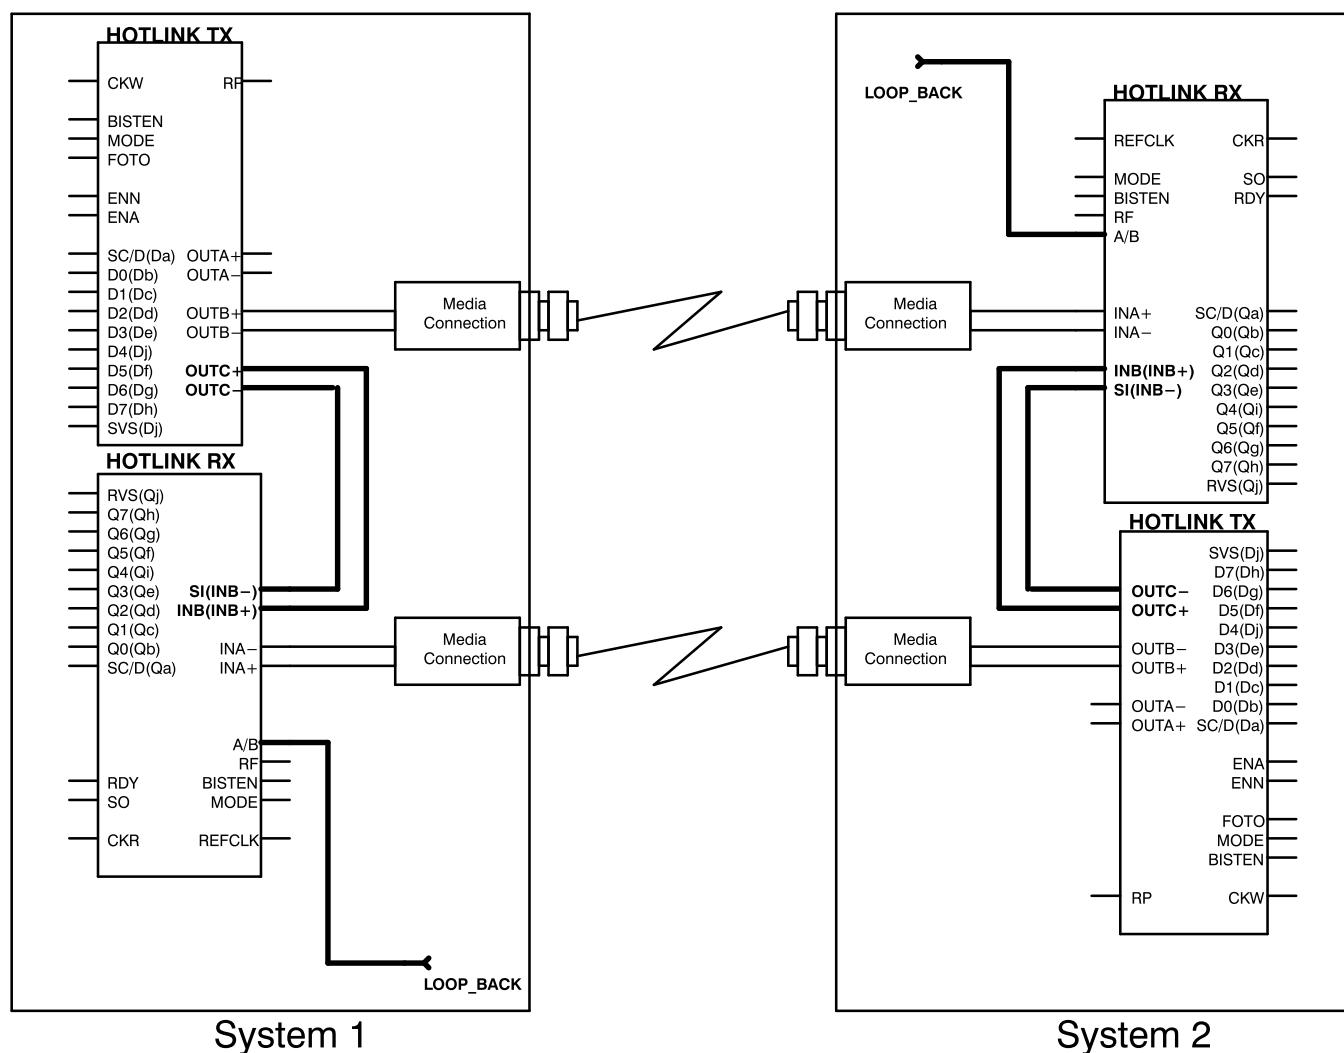 HOTLINK TX
CKW RP
BISTEN
MODE
FOTO
ENN
ENA
SC/D(Da) OUTA+
D0(Db) OUTA−
D1(Dc)
D2(Dd) OUTB+
D3(De) OUTB−
D4(Dj)
D5(Df) OUTC+
D6(Dg) OUTC−
D7(Dh)
SVS(Dj)
HOTLINK RX
RVS(Qj)
Q7(Qh)
Q6(Qg)
Q5(Qf)
Q4(Qi)
Q3(Qe) SI(INB−)
Q2(Qd) INB(INB+)
Q1(Qc)
Q0(Qb) INA−
SC/D(Qa) INA+
A/B
RF
RDY BISTEN
SO MODE
CKR REFCLK
LOOP_BACK
Media
Connection
Media
Connection
System 1
LOOP_BACK
HOTLINK RX
REFCLK CKR
MODE SO
BISTEN RDY
RF
A/B
INA+ SC/D(Qa)
INA− Q0(Qb)
Q1(Qc)
INB(INB+) Q2(Qd)
SI(INB−) Q3(Qe)
Q4(Qi)
Q5(Qf)
Q6(Qg)
Q7(Qh)
RVS(Qj)
HOTLINK TX
SVS(Dj)
D7(Dh)
OUTC− D6(Dg)
OUTC+ D5(Df)
D4(Dj)
OUTB− D3(De)
OUTB+ D2(Dd)
D1(Dc)
OUTA− D0(Db)
OUTA+ SC/D(Da)
ENA
ENN
FOTO
MODE
BISTEN
RP CKW
Media
Connection
Media
Connection
System 2